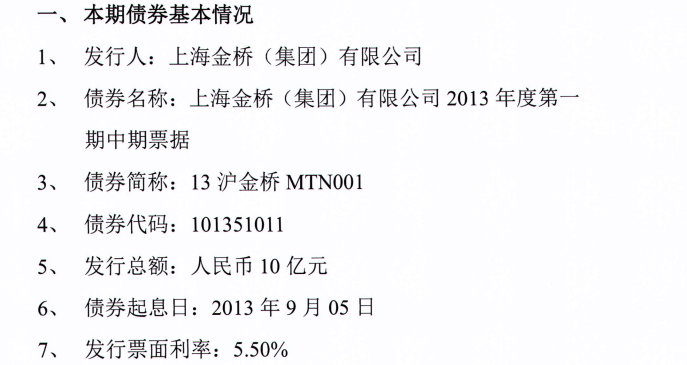 一、本期债券基本情况
1、 发行人：上海金桥（集团）有限公司
2、 债券名称：上海金桥（集团）有限公司 2013 年度第一
期中期票据
3、 债券简称：13 沪金桥 MTN001
4、 债券代码：101351011
5、 发行总额：人民币 10 亿元
6、 债券起息日：2013 年 9 月 05 日
7、 发行票面利率：5.50%